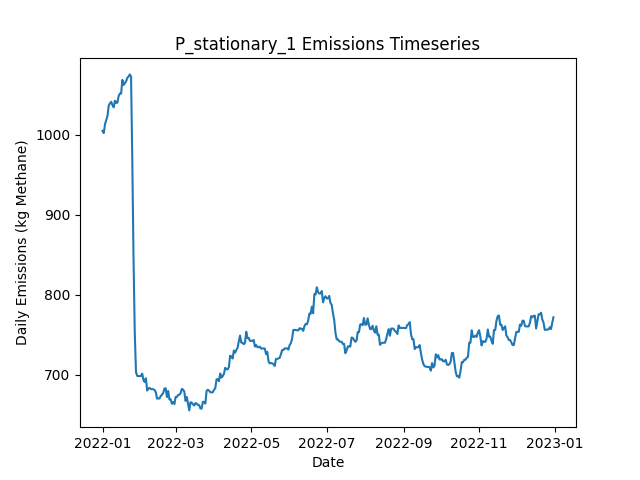 P_stationary_1 Emissions Timeseries
Daily Emissions (kg Methane)
1000
900
800
700
2022-01 2022-03 2022-05 2022-07 2022-09 2022-11 2023-01
Date